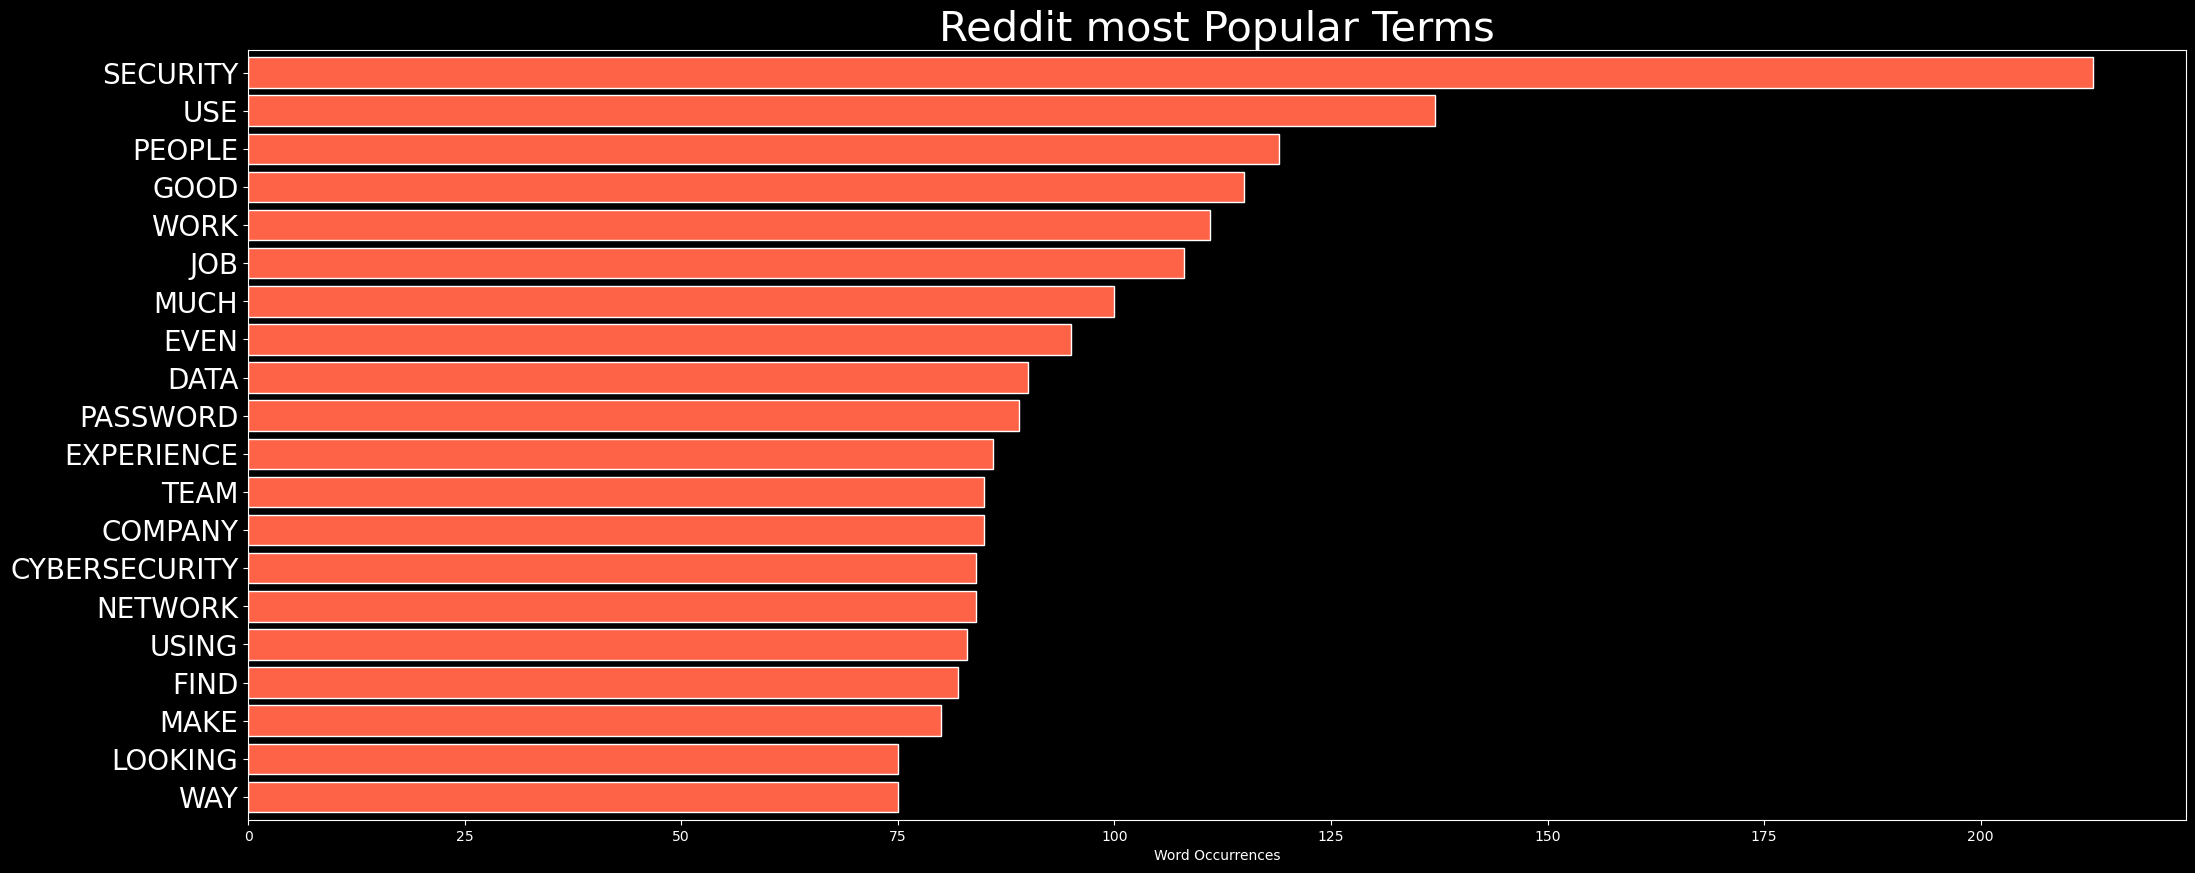 Reddit most Popular Terms
SECURITY
USE
PEOPLE
GOOD
WORK
JOB
MUCH
EVEN
DATA
PASSWORD
EXPERIENCE
TEAM
COMPANY
CYBERSECURITY
NETWORK
USING
FIND
MAKE
LOOKING
WAY
0 25 50 75 100 125 150 175 200
Word Occurrences